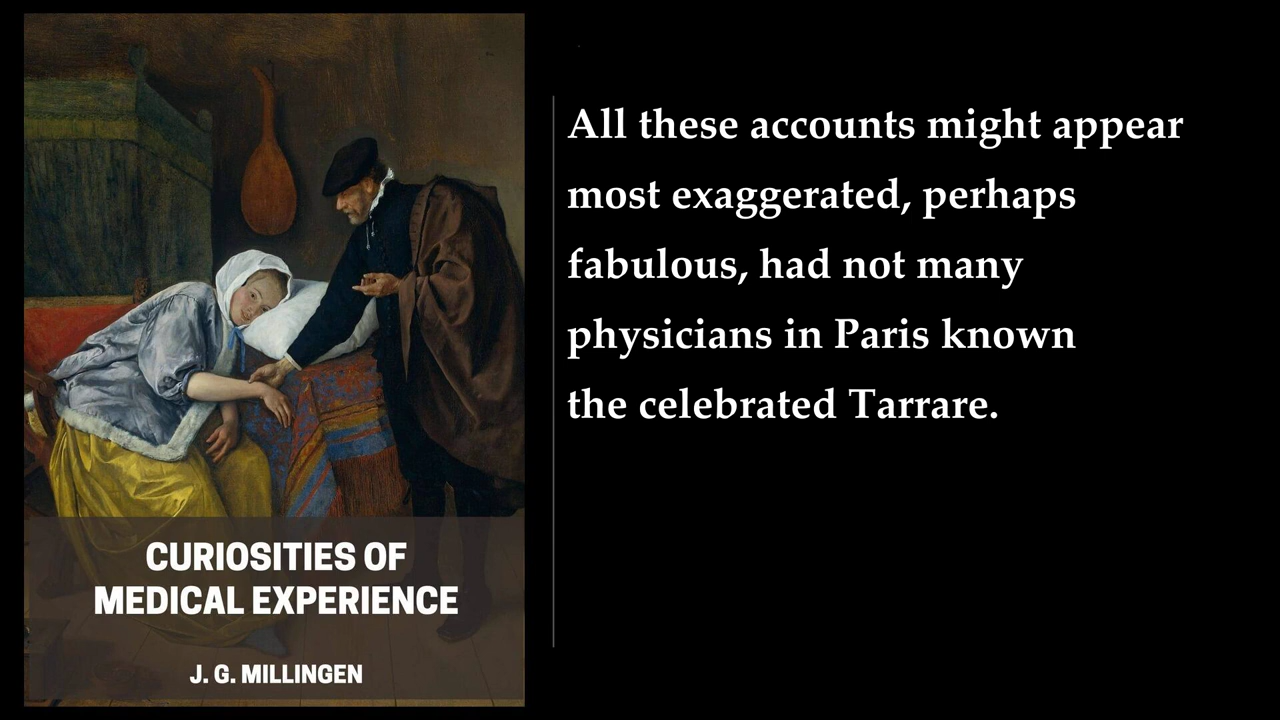 All these accounts might appear
most exaggerated, perhaps
fabulous, had not many
physicians in Paris known
the celebrated Tarrare.
CURIOSITIES OF
MEDICAL EXPERIENCE
J. G. MILLINGEN